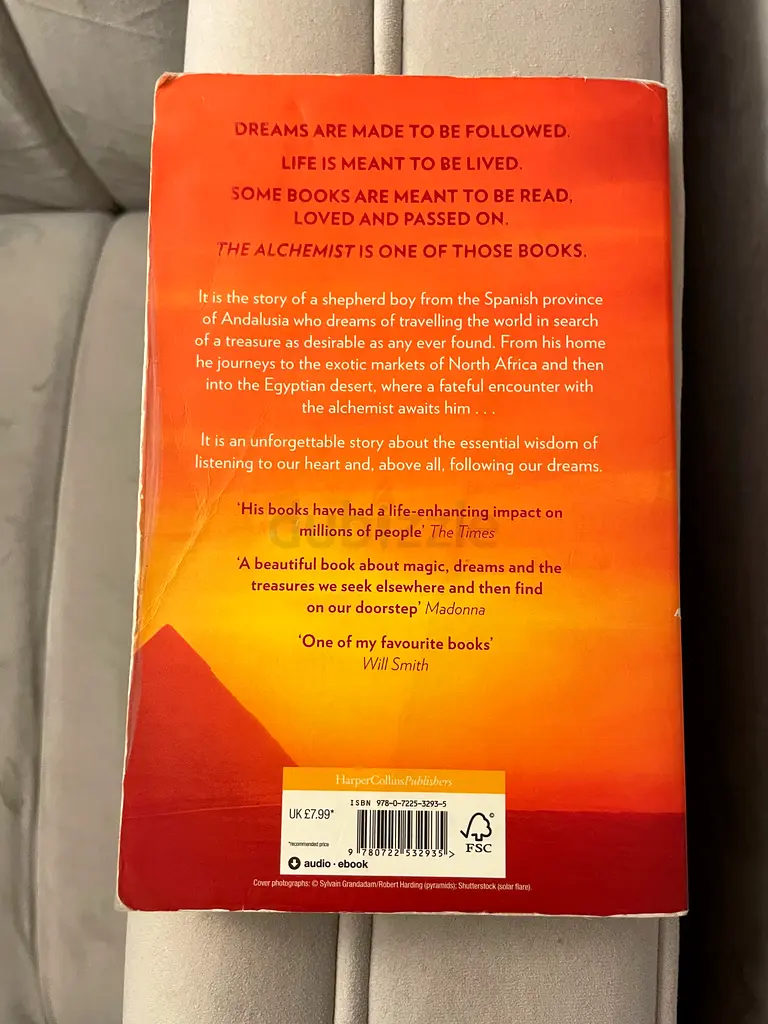 DREAMS ARE MADE TO BE FOLLOWED.
LIFE IS MEANT TO BE LIVED.
SOME BOOKS ARE MEANT TO BE READ,
LOVED AND PASSED ON.
THE ALCHEMIST IS ONE OF THOSE BOOKS.
It is the story of a shepherd boy from the Spanish province
of Andalusia who dreams of travelling the world in search
of a treasure as desirable as any ever found. From his home
he journeys to the exotic markets of North Africa and then
into the Egyptian desert, where a fateful encounter with
the alchemist awaits him . . .
It is an unforgettable story about the essential wisdom of
listening to our heart and, above all, following our dreams.
‘His books have had a life-enhancing impact on
millions of people’ The Times
dubizzle
‘A beautiful book about magic, dreams and the
treasures we seek elsewhere and then find
on our doorstep’ Madonna
‘One of my favourite books’
Will Smith
HarperCollinsPublishers
ISBN 978-0-7225-3293-5
UK £7.99*
*recommended price
9 780722 532935 >
FSC
audio · ebook
Cover photographs: © Sylvain Grandadam/Robert Harding (pyramids); Shutterstock (solar flare)